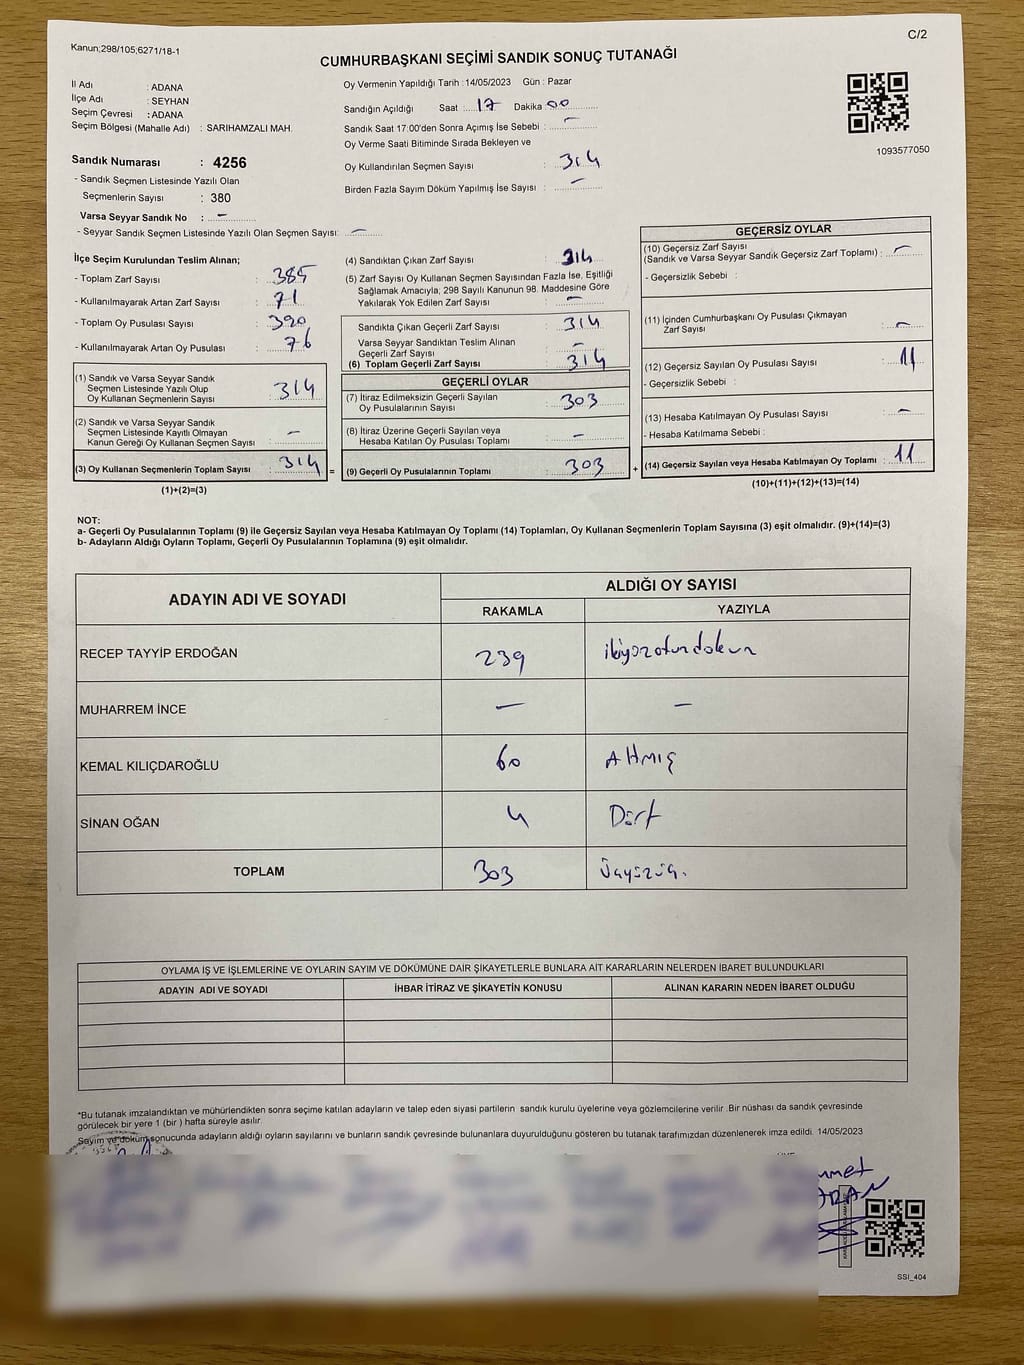 Kanun;298/105;6271/18-1
C/2
CUMHURBAŞKANI SEÇİMİ SANDIK SONUÇ TUTANAĞI
İl Adı : ADANA
İlçe Adı : SEYHAN
Seçim Çevresi : ADANA
Seçim Bölgesi (Mahalle Adı) : SARIHAMZALI MAH.
Sandık Numarası : 4256
- Sandık Seçmen Listesinde Yazılı Olan
Seçmenlerin Sayısı : 380
Varsa Seyyar Sandık No : –
- Seyyar Sandık Seçmen Listesinde Yazılı Olan Seçmen Sayısı: –
Oy Vermenin Yapıldığı Tarih :14/05/2023 Gün : Pazar
Sandığın Açıldığı Saat :.... 17 Dakika 00
Sandık Saat 17:00'den Sonra Açımış İse Sebebi : –
Oy Verme Saati Bitiminde Sırada Bekleyen ve
Oy Kullandırılan Seçmen Sayısı : 314
Birden Fazla Sayım Döküm Yapılmış İse Sayısı : –
1093577050
İlçe Seçim Kurulundan Teslim Alınan;
- Toplam Zarf Sayısı : 385
- Kullanılmayarak Artan Zarf Sayısı : 71
- Toplam Oy Pusulası Sayısı : 390
- Kullanılmayarak Artan Oy Pusulası : 76
(1) Sandık ve Varsa Seyyar Sandık
Seçmen Listesinde Yazılı Olup
Oy Kullanan Seçmenlerin Sayısı : 314
(2) Sandık ve Varsa Seyyar Sandık
Seçmen Listesinde Kayıtlı Olmayan
Kanun Gereği Oy Kullanan Seçmen Sayısı : –
(3) Oy Kullanan Seçmenlerin Toplam Sayısı : 314 =
(1)+(2)=(3)
(4) Sandıktan Çıkan Zarf Sayısı : 314
(5) Zarf Sayısı Oy Kullanan Seçmen Sayısından Fazla İse, Eşitliği
Sağlamak Amacıyla; 298 Sayılı Kanunun 98. Maddesine Göre
Yakılarak Yok Edilen Zarf Sayısı : –
Sandıkta Çıkan Geçerli Zarf Sayısı : 314
Varsa Seyyar Sandıktan Teslim Alınan
Geçerli Zarf Sayısı : –
(6) Toplam Geçerli Zarf Sayısı : 314
GEÇERLİ OYLAR
(7) İtiraz Edilmeksizin Geçerli Sayılan
Oy Pusulalarının Sayısı : 303
(8) İtiraz Üzerine Geçerli Sayılan veya
Hesaba Katılan Oy Pusulası Toplamı : –
(9) Geçerli Oy Pusulalarının Toplamı : 303 +
GEÇERSİZ OYLAR
(10) Geçersiz Zarf Sayısı
(Sandık ve Varsa Seyyar Sandık Geçersiz Zarf Toplamı) : –
- Geçersizlik Sebebi :
(11) İçinden Cumhurbaşkanı Oy Pusulası Çıkmayan
Zarf Sayısı : –
(12) Geçersiz Sayılan Oy Pusulası Sayısı : 11
- Geçersizlik Sebebi :
(13) Hesaba Katılmayan Oy Pusulası Sayısı : –
- Hesaba Katılmama Sebebi :
(14) Geçersiz Sayılan veya Hesaba Katılmayan Oy Toplamı : 11
(10)+(11)+(12)+(13)=(14)
NOT:
a- Geçerli Oy Pusulalarının Toplamı (9) ile Geçersiz Sayılan veya Hesaba Katılmayan Oy Toplamı (14) Toplamları, Oy Kullanan Seçmenlerin Toplam Sayısına (3) eşit olmalıdır. (9)+(14)=(3)
b- Adayların Aldığı Oyların Toplamı, Geçerli Oy Pusulalarının Toplamına (9) eşit olmalıdır.
ADAYIN ADI VE SOYADI ALDIĞI OY SAYISI
RAKAMLA YAZIYLA
RECEP TAYYİP ERDOĞAN 239 ikiyüzotuzdokuz
MUHARREM İNCE – –
KEMAL KILIÇDAROĞLU 60 Altmış
SİNAN OĞAN 4 Dört
TOPLAM 303 üçyüzüç.
OYLAMA İŞ VE İŞLEMLERİNE VE OYLARIN SAYIM VE DÖKÜMÜNE DAİR ŞİKAYETLERLE BUNLARA AİT KARARLARIN NELERDEN İBARET BULUNDUKLARI
ADAYIN ADI VE SOYADI İHBAR İTİRAZ VE ŞİKAYETİN KONUSU ALINAN KARARIN NEDEN İBARET OLDUĞU
*Bu tutanak imzalandıktan ve mühürlendikten sonra seçime katılan adayların ve talep eden siyasi partilerin sandık kurulu üyelerine veya gözlemcilerine verilir .Bir nüshası da sandık çevresinde
görülecek bir yere 1 (bir ) hafta süreyle asılır.
Sayım ve döküm sonucunda adayların aldığı oyların sayılarını ve bunların sandık çevresinde bulunanlara duyurulduğunu gösteren bu tutanak tarafımızdan düzenlenerek imza edildi. 14/05/2023
SSI_404